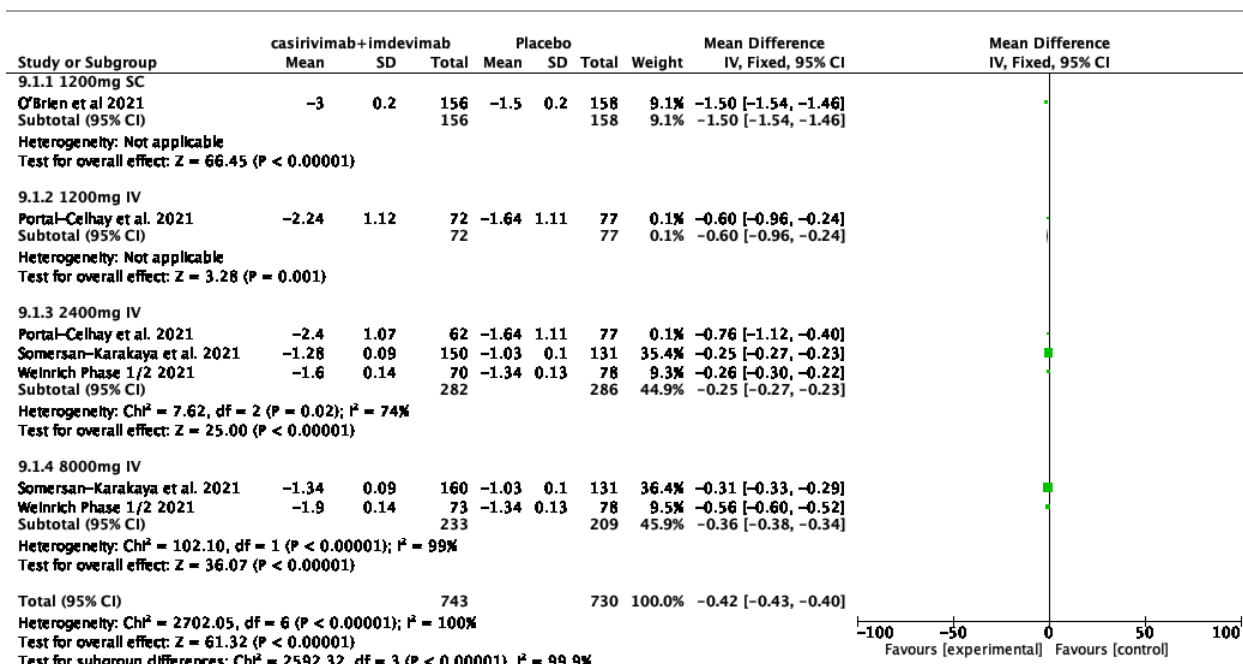 casirivimab+imdevimab Placebo Mean Difference Mean Difference
Study or Subgroup Mean SD Total Mean SD Total Weight IV, Fixed, 95% CI IV, Fixed, 95% CI
9.1.1 1200mg SC
O'Brien et al 2021 −3 0.2 156 −1.5 0.2 158 9.1% −1.50 [−1.54, −1.46]
Subtotal (95% CI) 156 158 9.1% −1.50 [−1.54, −1.46]
Heterogeneity: Not applicable
Test for overall effect: Z = 66.45 (P < 0.00001)
9.1.2 1200mg IV
Portal−Celhay et al. 2021 −2.24 1.12 72 −1.64 1.11 77 0.1% −0.60 [−0.96, −0.24]
Subtotal (95% CI) 72 77 0.1% −0.60 [−0.96, −0.24]
Heterogeneity: Not applicable
Test for overall effect: Z = 3.28 (P = 0.001)
9.1.3 2400mg IV
Portal−Celhay et al. 2021 −2.4 1.07 62 −1.64 1.11 77 0.1% −0.76 [−1.12, −0.40]
Somersan−Karakaya et al. 2021 −1.28 0.09 150 −1.03 0.1 131 35.4% −0.25 [−0.27, −0.23]
Weinrich Phase 1/2 2021 −1.6 0.14 70 −1.34 0.13 78 9.3% −0.26 [−0.30, −0.22]
Subtotal (95% CI) 282 286 44.9% −0.25 [−0.27, −0.23]
Heterogeneity: Chi² = 7.62, df = 2 (P = 0.02); I² = 74%
Test for overall effect: Z = 25.00 (P < 0.00001)
9.1.4 8000mg IV
Somersan−Karakaya et al. 2021 −1.34 0.09 160 −1.03 0.1 131 36.4% −0.31 [−0.33, −0.29]
Weinrich Phase 1/2 2021 −1.9 0.14 73 −1.34 0.13 78 9.5% −0.56 [−0.60, −0.52]
Subtotal (95% CI) 233 209 45.9% −0.36 [−0.38, −0.34]
Heterogeneity: Chi² = 102.10, df = 1 (P < 0.00001); I² = 99%
Test for overall effect: Z = 36.07 (P < 0.00001)
Total (95% CI) 743 730 100.0% −0.42 [−0.43, −0.40]
Heterogeneity: Chi² = 2702.05, df = 6 (P < 0.00001); I² = 100%
Test for overall effect: Z = 61.32 (P < 0.00001)
Test for subgroup differences: Chi² = 2592.32, df = 3 (P < 0.00001), I² = 99.9%
−100 −50 0 50 100
Favours [experimental] Favours [control]